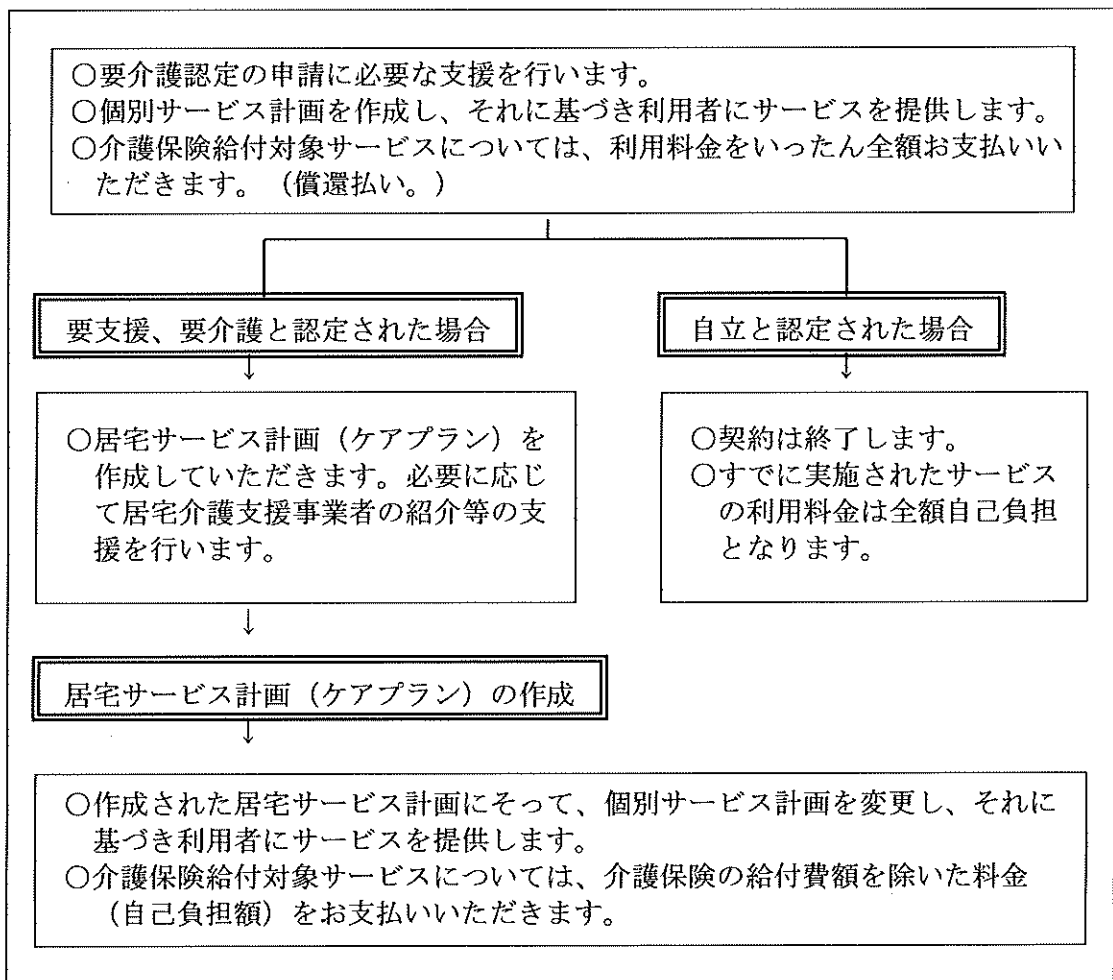 ○要介護認定の申請に必要な支援を行います。
○個別サービス計画を作成し、それに基づき利用者にサービスを提供します。
○介護保険給付対象サービスについては、利用料金をいったん全額お支払いい
ただきます。（償還払い。）
要支援、要介護と認定された場合
自立と認定された場合
↓
↓
○居宅サービス計画（ケアプラン）を
作成していただきます。必要に応じ
て居宅介護支援事業者の紹介等の支
援を行います。
○契約は終了します。
○すでに実施されたサービス
の利用料金は全額自己負担
となります。
↓
居宅サービス計画（ケアプラン）の作成
↓
○作成された居宅サービス計画にそって、個別サービス計画を変更し、それに
基づき利用者にサービスを提供します。
○介護保険給付対象サービスについては、介護保険の給付費額を除いた料金
（自己負担額）をお支払いいただきます。